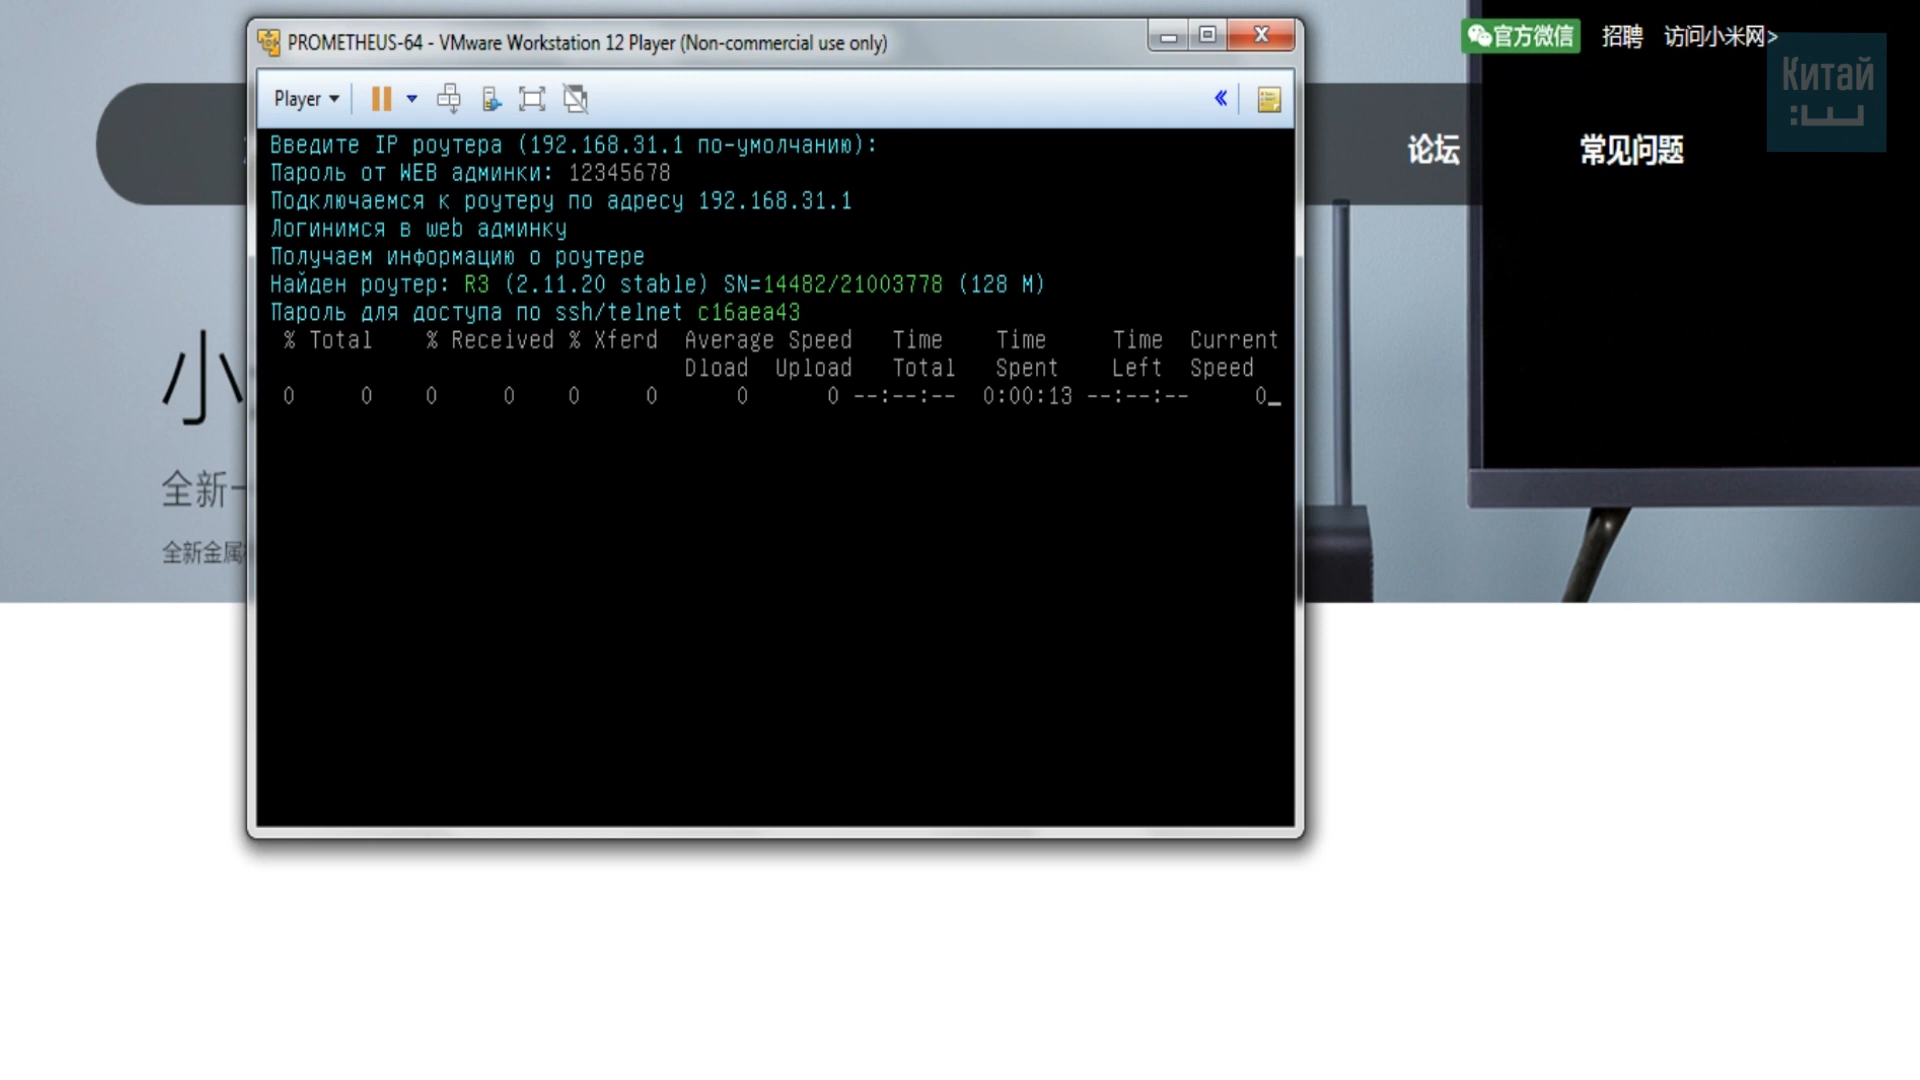 PROMETHEUS-64 - VMware Workstation 12 Player (Non-commercial use only)
官方微信 招聘 访问小米网>
Китай
Player
论坛 常见问题
Введите IP роутера (192.168.31.1 по-умолчанию):
Пароль от WEB админки: 12345678
Подключаемся к роутеру по адресу 192.168.31.1
Логинимся в web админку
Получаем информацию о роутере
Найден роутер: R3 (2.11.20 stable) SN=14482/21003778 (128 M)
Пароль для доступа по ssh/telnet c16aea43
% Total % Received % Xferd Average Speed Time Time Time Current
Dload Upload Total Spent Left Speed
0 0 0 0 0 0 0 0 --:--:-- 0:00:13 --:--:-- 0_
小
全新一
全新金属